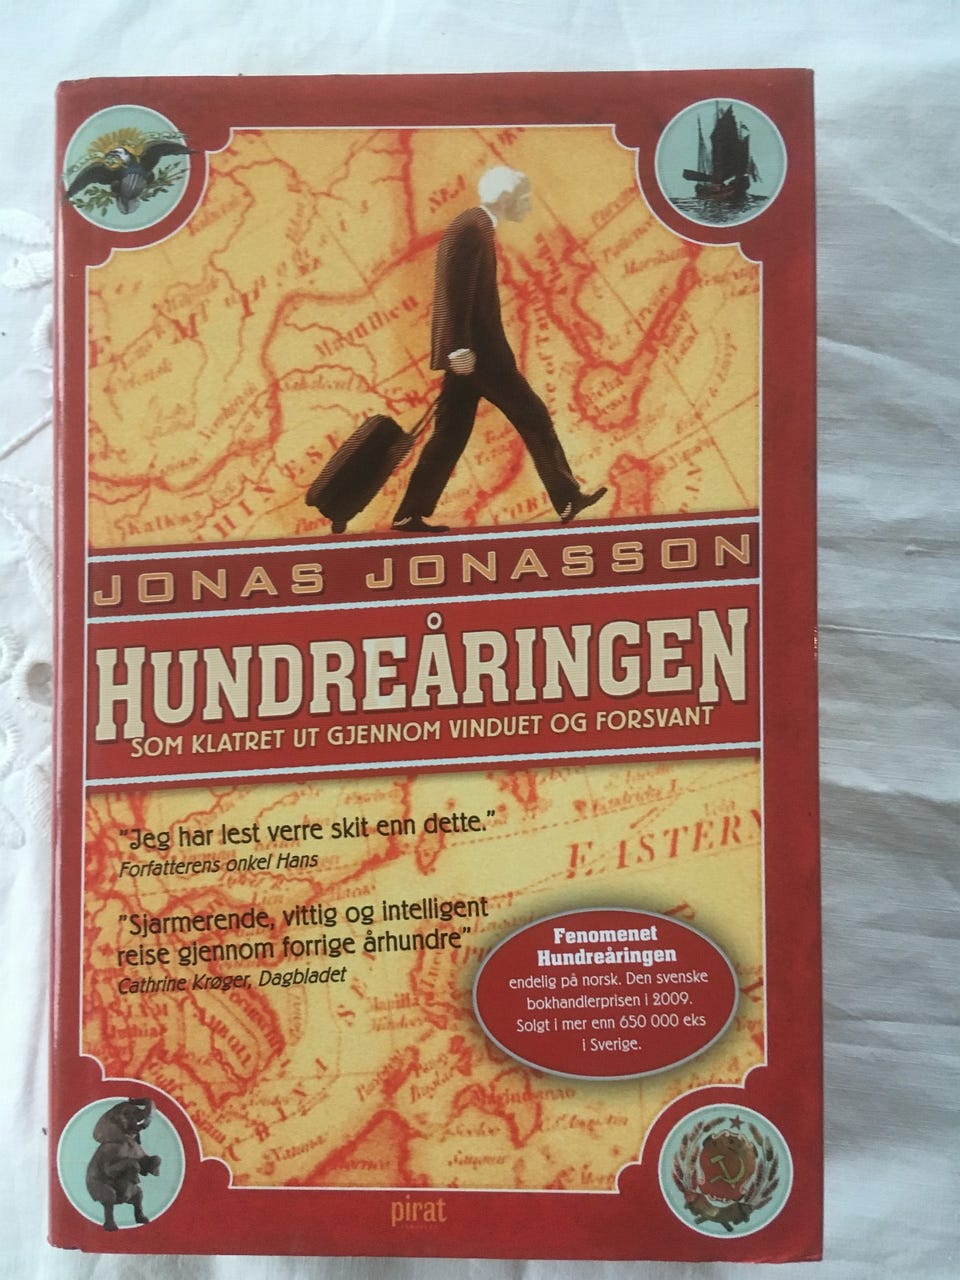 JONAS JONASSON
HUNDREÅRINGEN
SOM KLATRET UT GJENNOM VINDUET OG FORSVANT
"Jeg har lest verre skit enn dette."
Forfatterens onkel Hans
"Sjarmerende, vittig og intelligent
reise gjennom forrige århundre"
Cathrine Krøger, Dagbladet
EASTERN
Fenomenet
Hundreåringen
endelig på norsk. Den svenske
bokhandlerprisen i 2009.
Solgt i mer enn 650 000 eks
i Sverige.
pirat